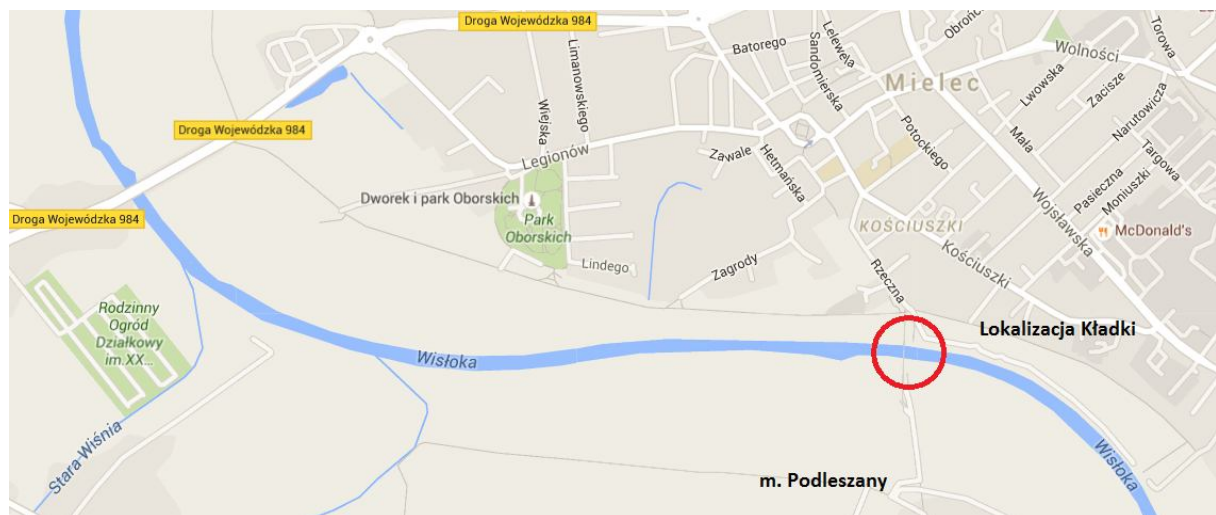 Droga Wojewódzka 984
Droga Wojewódzka 984
Droga Wojewódzka 984
Limanowskiego
Wiejska
Legionów
Batorego
Sandomierska
Lelewela
Obrońc
Wolności
Torowa
Mielec
Lwowska
Zacisze
Narutowicza
Potockiego
Mała
Targowa
Zawale
Hetmańska
Pasieczna
Moniuszki
Wojsławska
McDonald's
Dworek i park Oborskich
Park
Oborskich
KOŚCIUSZKI
Kościuszki
Lindego
Zagrody
Rzeczna
Rodzinny
Ogród
Działkowy
im.XX...
Lokalizacja Kładki
Wisłoka
Wisłoka
Stara Wiśnia
m. Podleszany